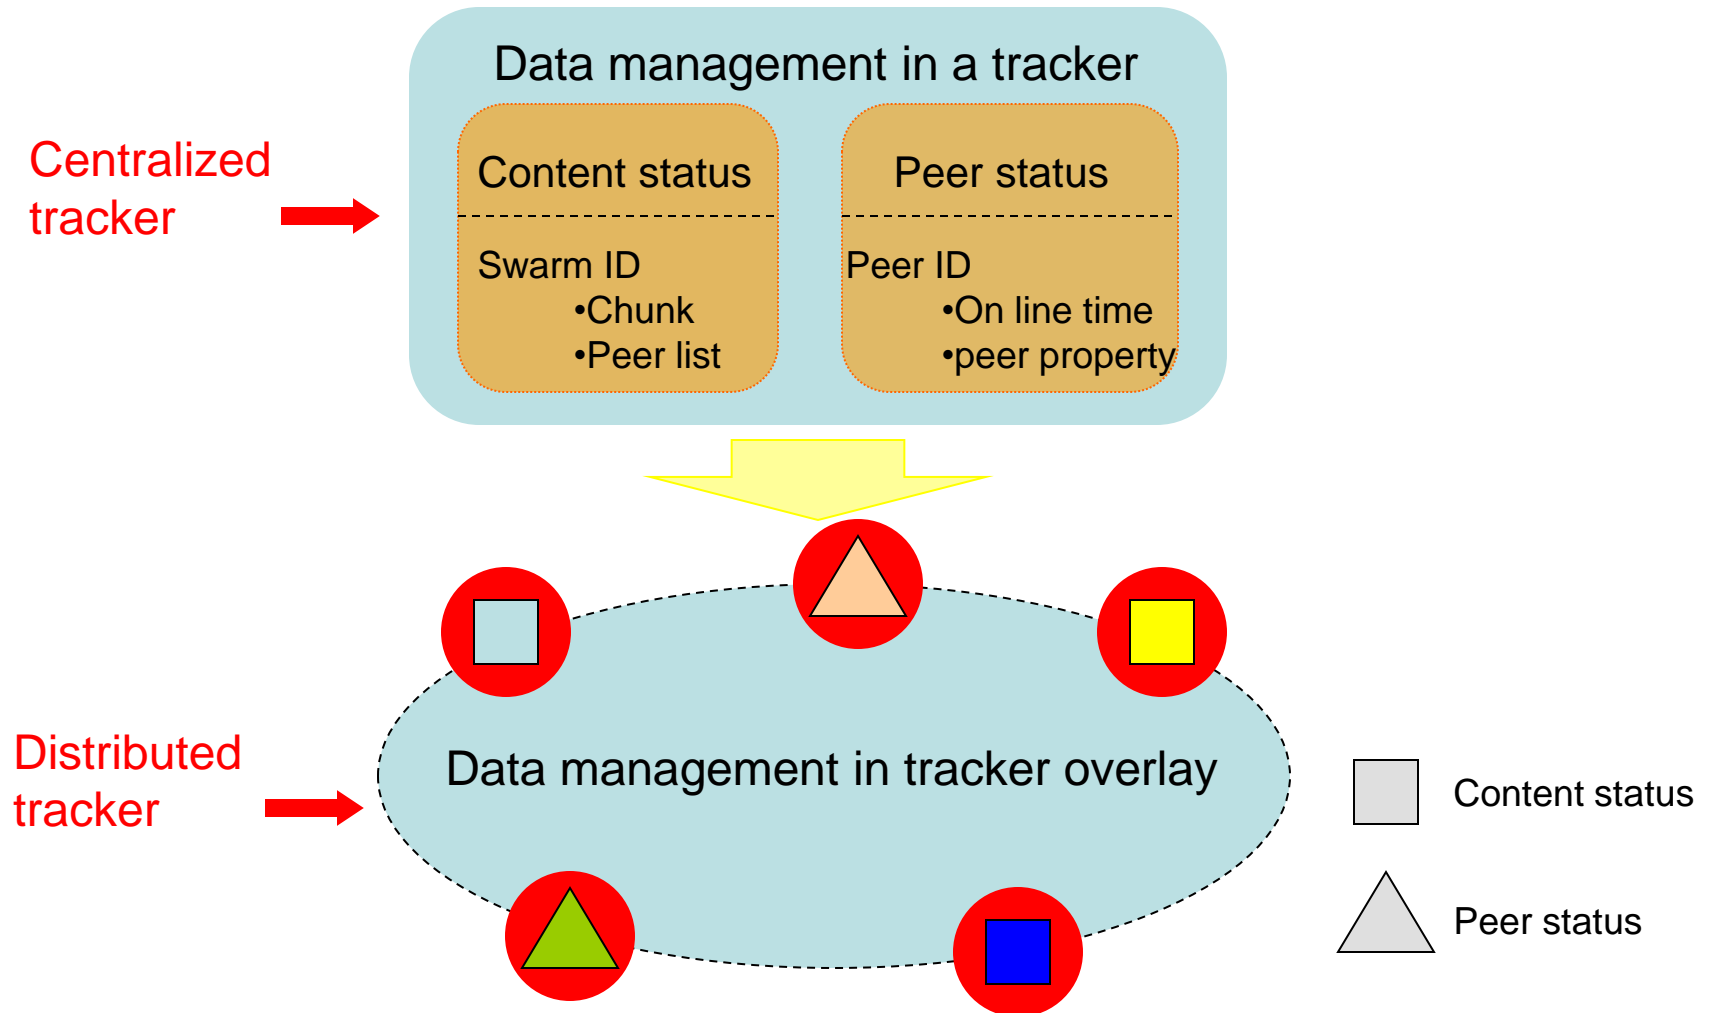 Data management in a tracker
Centralized
tracker
Content status
Swarm ID
•Chunk
•Peer list
Peer status
Peer ID
•On line time
•peer property
Distributed
tracker
Data management in tracker overlay
Content status
Peer status